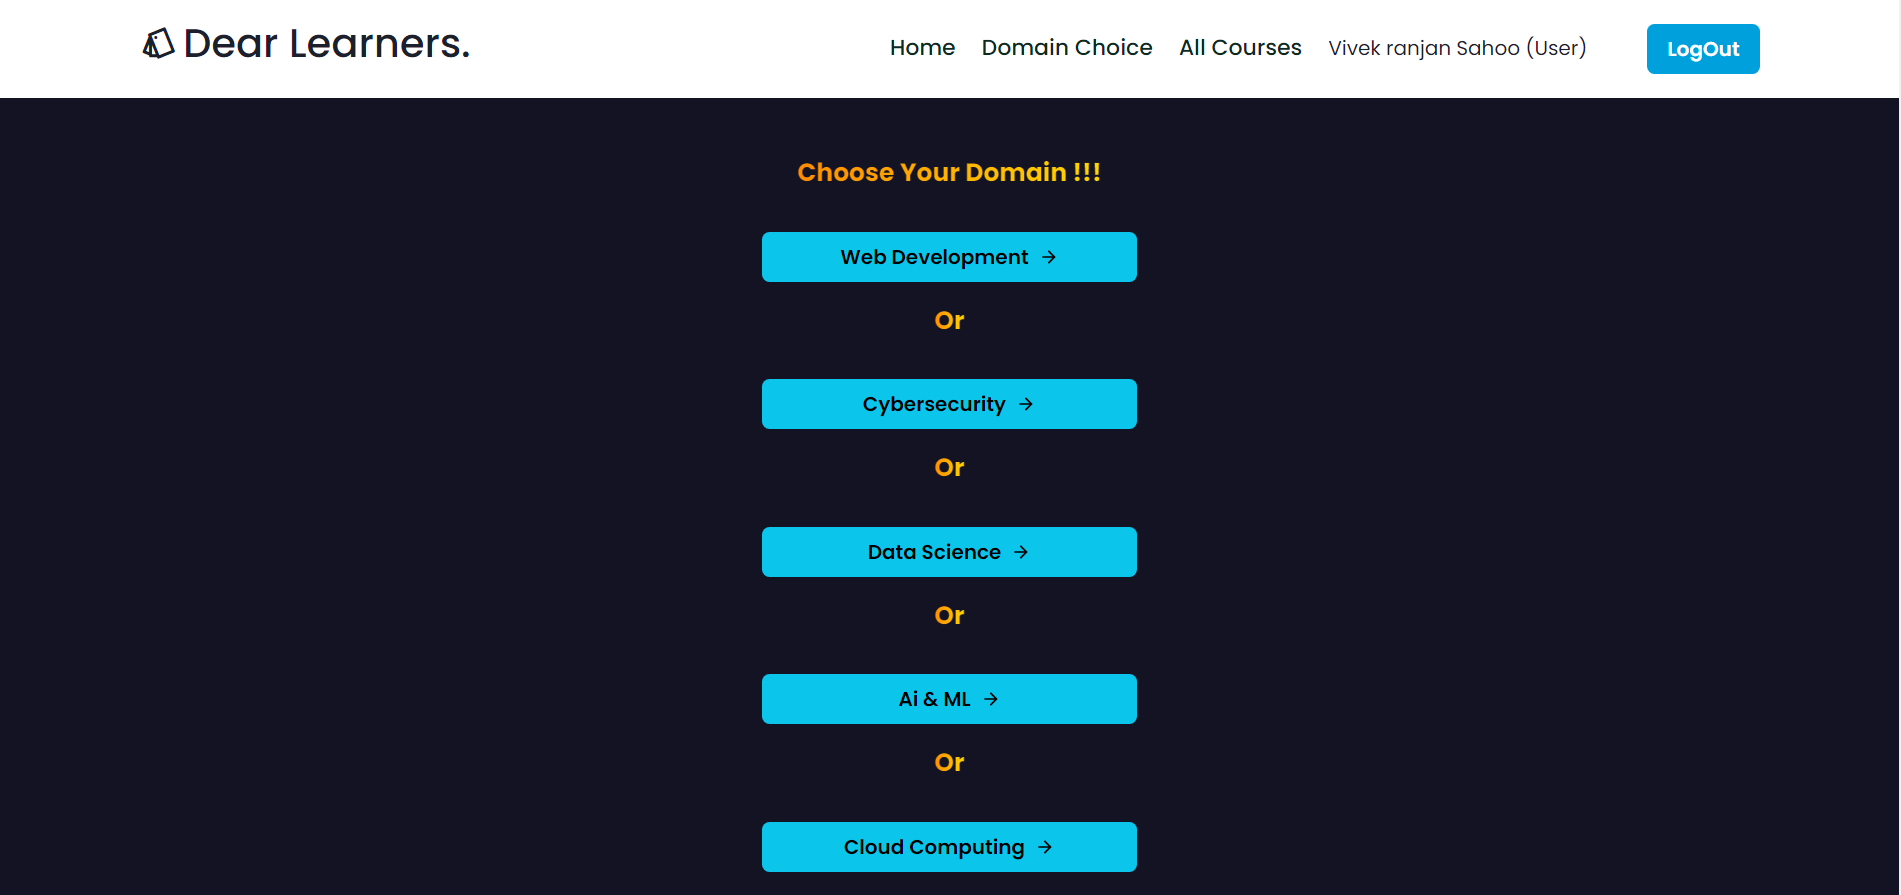 Dear Learners.
Home Domain Choice All Courses Vivek ranjan Sahoo (User) LogOut
Choose Your Domain !!!
Web Development →
Or
Cybersecurity →
Or
Data Science →
Or
Ai & ML →
Or
Cloud Computing →